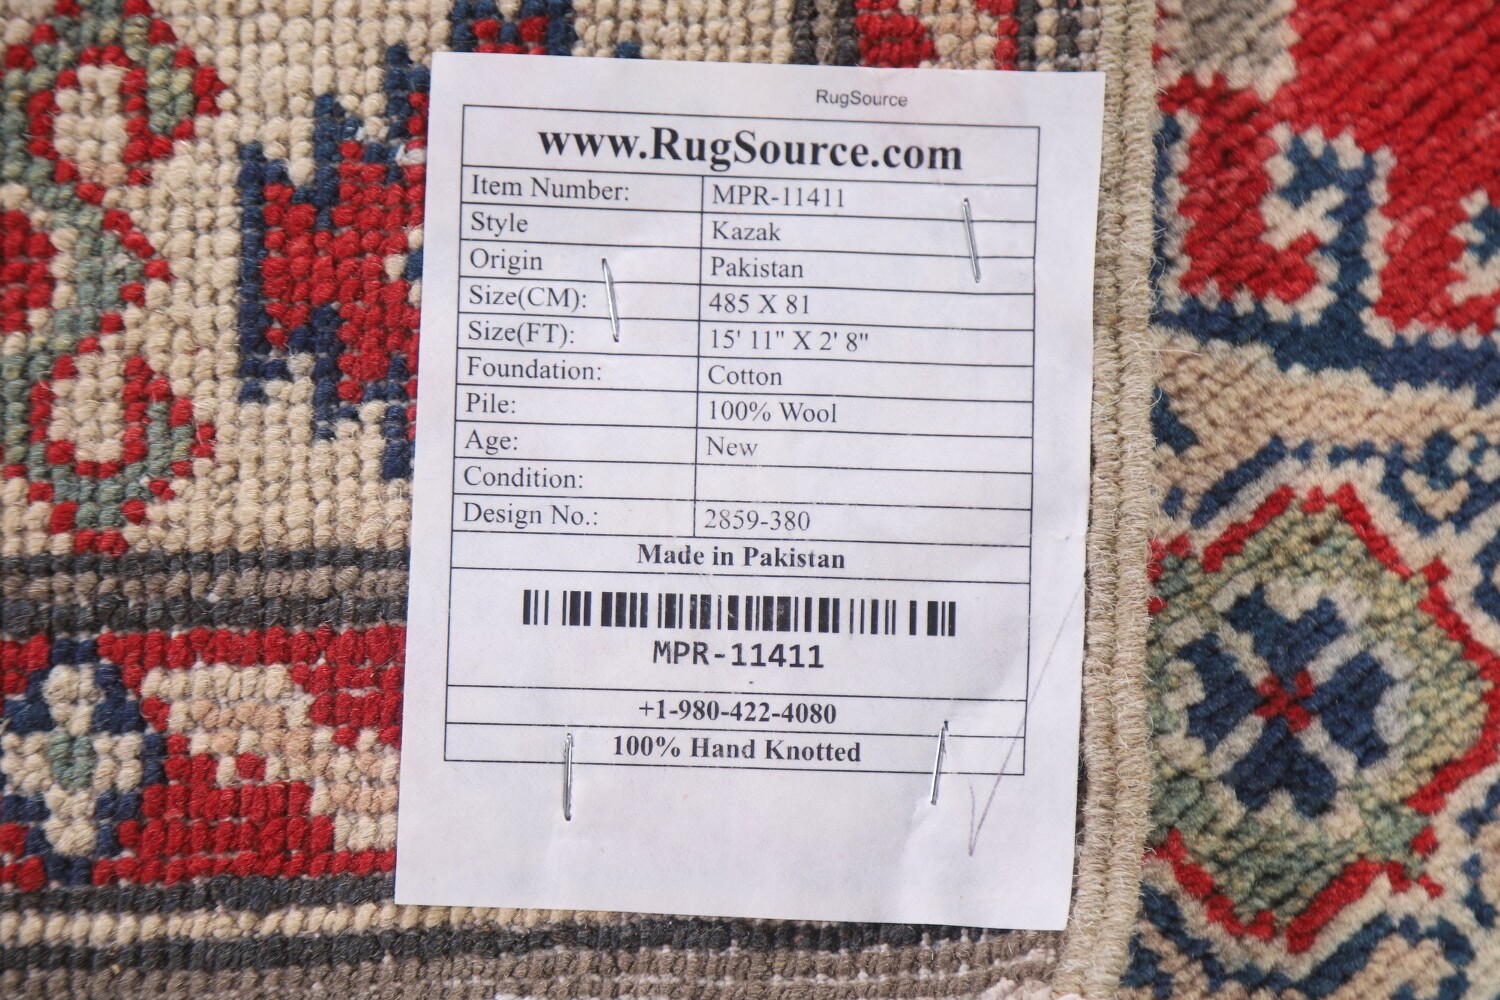 RugSource
www.RugSource.com
Item Number: MPR-11411
Style Kazak
Origin Pakistan
Size(CM): 485 X 81
Size(FT): 15' 11" X 2' 8"
Foundation: Cotton
Pile: 100% Wool
Age: New
Condition:
Design No.: 2859-380
Made in Pakistan
MPR-11411
+1-980-422-4080
100% Hand Knotted